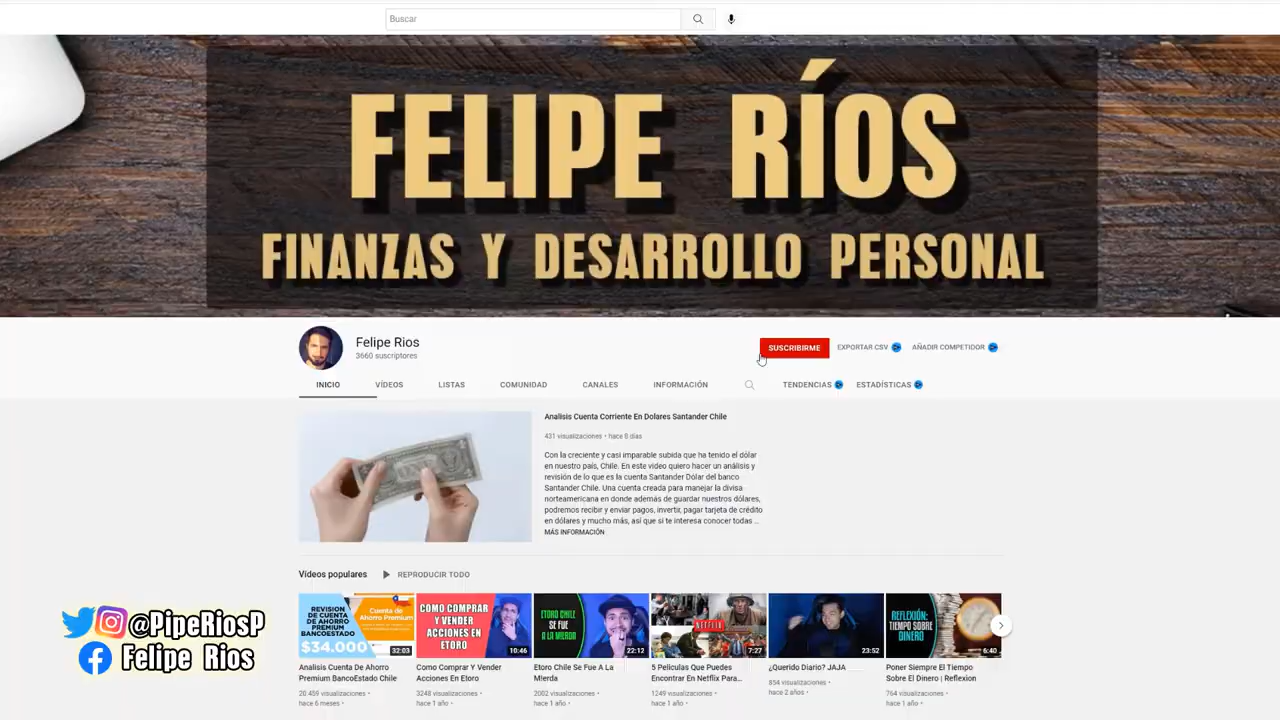 Buscar
FELIPE RÍOS
FINANZAS Y DESARROLLO PERSONAL
Felipe Rios
3660 suscriptores
SUSCRIBIRME
EXPORTAR CSV
AÑADIR COMPETIDOR
INICIO
VÍDEOS
LISTAS
COMUNIDAD
CANALES
INFORMACIÓN
TENDENCIAS
ESTADÍSTICAS
Analisis Cuenta Corriente En Dolares Santander Chile
431 visualizaciones • hace 8 días
Con la creciente y casi imparable subida que ha tenido el dólar
en nuestro país, Chile. En este video quiero hacer un análisis y
revisión de lo que es la cuenta Santander Dólar del banco
Santander Chile. Una cuenta creada para manejar la divisa
norteamericana en donde además de guardar nuestros dólares,
podremos recibir y enviar pagos, invertir, pagar tarjeta de crédito
en dólares y mucho más, así que si te interesa conocer todas ...
MÁS INFORMACIÓN
Vídeos populares
REPRODUCIR TODO
REVISION
DE CUENTA
DE AHORRO
PREMIUM
BANCOESTADO
$34.000
Cuenta de
Ahorro Premium
32:03
COMO COMPRAR
Y VENDER
ACCIONES EN
ETORO
10:46
ETORO CHILE
SE FUE
A LA MIERDA
22:12
NETFLIX
7:27
23:52
REFLEXIÓN:
TIEMPO SOBRE
DINERO
6:40
Analisis Cuenta De Ahorro
Premium BancoEstado Chile
20 459 visualizaciones •
hace 6 meses •
Como Comprar Y Vender
Acciones En Etoro
3248 visualizaciones •
hace 1 año •
Etoro Chile Se Fue A La
M!erda
2002 visualizaciones •
hace 1 año •
5 Peliculas Que Puedes
Encontrar En Netflix Para...
1249 visualizaciones •
hace 1 año •
¿Querido Diario? JAJA
854 visualizaciones •
hace 2 años •
Poner Siempre El Tiempo
Sobre El Dinero | Reflexion
764 visualizaciones •
hace 1 año •
@PipeRiosP
Felipe Rios